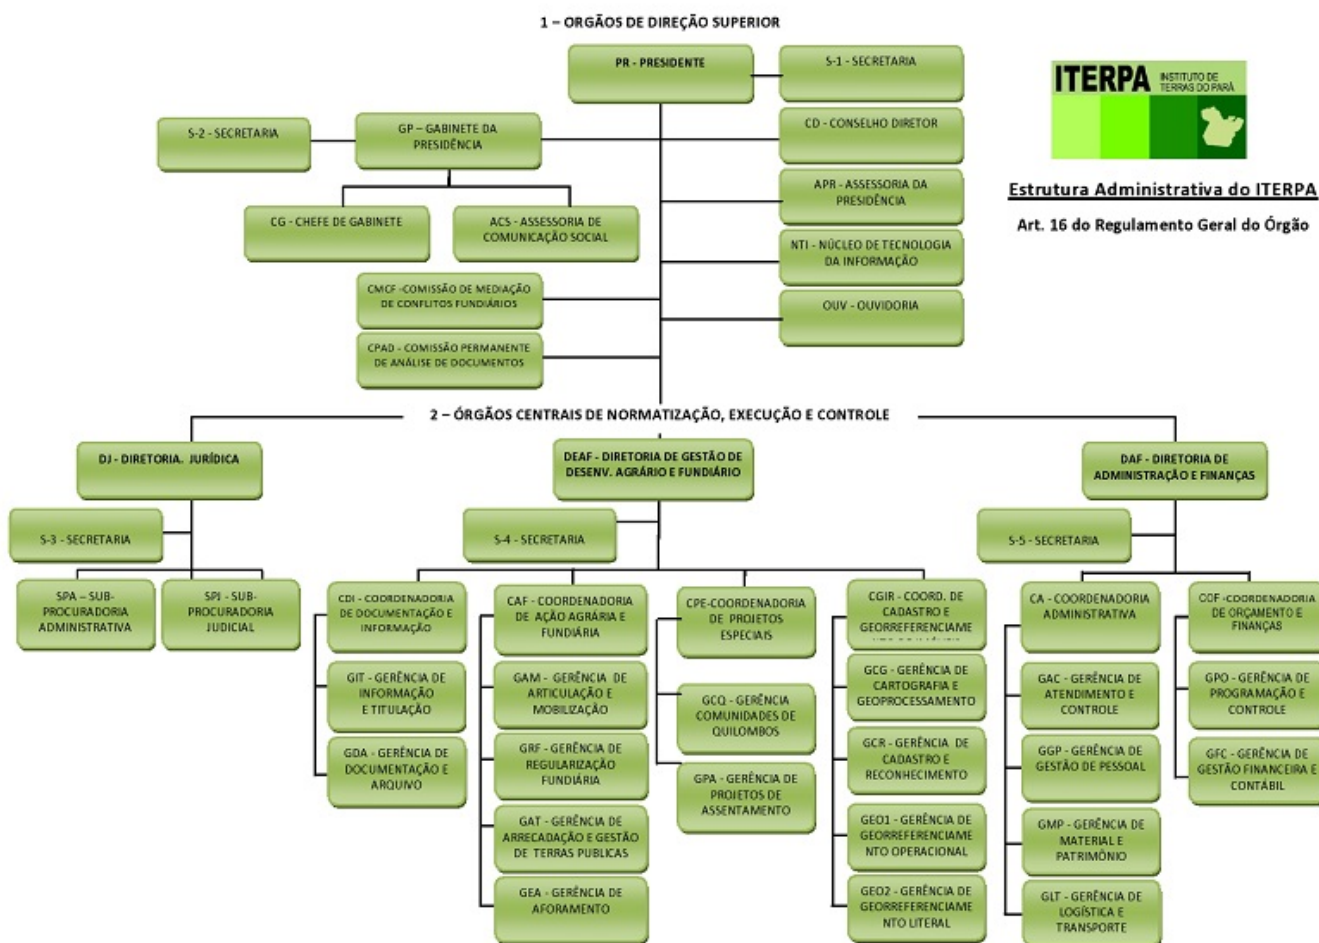 1 – ORGÃOS DE DIREÇÃO SUPERIOR
PR - PRESIDENTE
S-1 - SECRETARIA
ITERPA INSTITUTO DE
TERRAS DO PARÁ
S-2 - SECRETARIA
GP – GABINETE DA
PRESIDÊNCIA
CD - CONSELHO DIRETOR
Estrutura Administrativa do ITERPA
Art. 16 do Regulamento Geral do Órgão
APR - ASSESSORIA DA
PRESIDÊNCIA
CG - CHEFE DE GABINETE
ACS - ASSESSORIA DE
COMUNICAÇÃO SOCIAL
NTI - NÚCLEO DE TECNOLOGIA
DA INFORMAÇÃO
CMCF -COMISSÃO DE MEDIAÇÃO
DE CONFLITOS FUNDIÁRIOS
OUV - OUVIDORIA
CPAD - COMISSÃO PERMANENTE
DE ANÁLISE DE DOCUMENTOS
2 – ÓRGÃOS CENTRAIS DE NORMATIZAÇÃO, EXECUÇÃO E CONTROLE
DJ - DIRETORIA. JURÍDICA
DEAF - DIRETORIA DE GESTÃO DE
DESENV. AGRÁRIO E FUNDIÁRIO
DAF - DIRETORIA DE
ADMINISTRAÇÃO E FINANÇAS
S-3 - SECRETARIA
S-4 - SECRETARIA
S-5 - SECRETARIA
SPA – SUB-
PROCURADORIA
ADMINISTRATIVA
SPJ - SUB-
PROCURADORIA
JUDICIAL
CDI - COORDENADORIA
DE DOCUMENTAÇÃO E
INFORMAÇÃO
GIT - GERÊNCIA DE
INFORMAÇÃO
E TITULAÇÃO
GDA - GERÊNCIA DE
DOCUMENTAÇÃO E
ARQUIVO
CAF - COORDENADORIA
DE AÇÃO AGRÁRIA E
FUNDIÁRIA
GAM - GERÊNCIA DE
ARTICULAÇÃO E
MOBILIZAÇÃO
GRF - GERÊNCIA DE
REGULARIZAÇÃO
FUNDIÁRIA
GAT - GERÊNCIA DE
ARRECADAÇÃO E GESTÃO
DE TERRAS PUBLICAS
GEA - GERÊNCIA DE
AFORAMENTO
CPE-COORDENADORIA
DE PROJETOS
ESPECIAIS
GCQ - GERÊNCIA
COMUNIDADES DE
QUILOMBOS
GPA - GERÊNCIA DE
PROJETOS DE
ASSENTAMENTO
CGIR - COORD. DE
CADASTRO E
GEORREFERENCIAME
GCG - GERÊNCIA DE
CARTOGRAFIA E
GEOPROCESSAMENTO
GCR - GERÊNCIA DE
CADASTRO E
RECONHECIMENTO
GEO1 - GERÊNCIA DE
GEORREFERENCIAME
NTO OPERACIONAL
GEO2 - GERÊNCIA DE
GEORREFERENCIAME
NTO LITERAL
CA - COORDENADORIA
ADMINISTRATIVA
GAC - GERÊNCIA DE
ATENDIMENTO E
CONTROLE
GGP - GERÊNCIA DE
GESTÃO DE PESSOAL
GMP - GERÊNCIA DE
MATERIAL E
PATRIMÔNIO
GLT - GERÊNCIA DE
LOGÍSTICA E
TRANSPORTE
COF -COORDENADORIA
DE ORÇAMENTO E
FINANÇAS
GPO - GERÊNCIA DE
PROGRAMAÇÃO E
CONTROLE
GFC - GERÊNCIA DE
GESTÃO FINANCEIRA E
CONTÁBIL